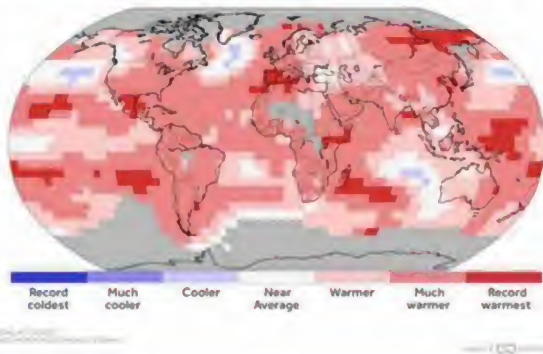 Record coldest
Much cooler
Cooler
Near Average
Warmer
Much warmer
Record warmest